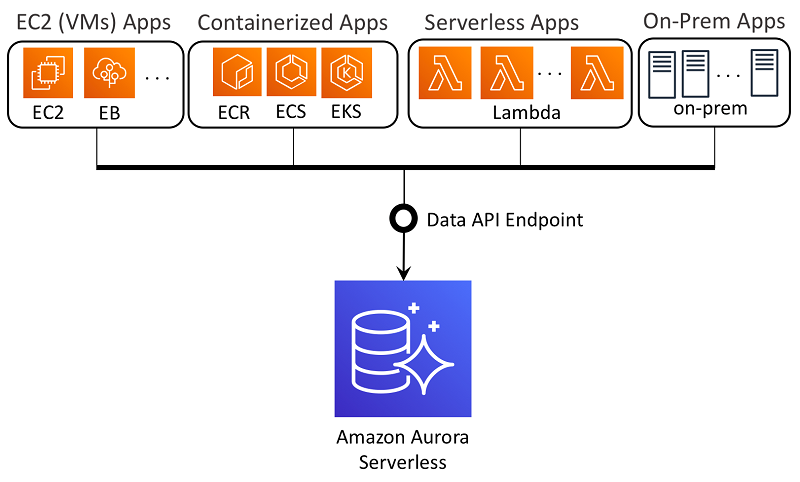 EC2 (VMs) Apps
Containerized Apps
Serverless Apps
On-Prem Apps
EC2
EB
...
ECR
ECS
K
EKS
...
Lambda
...
on-prem
Data API Endpoint
Amazon Aurora
Serverless